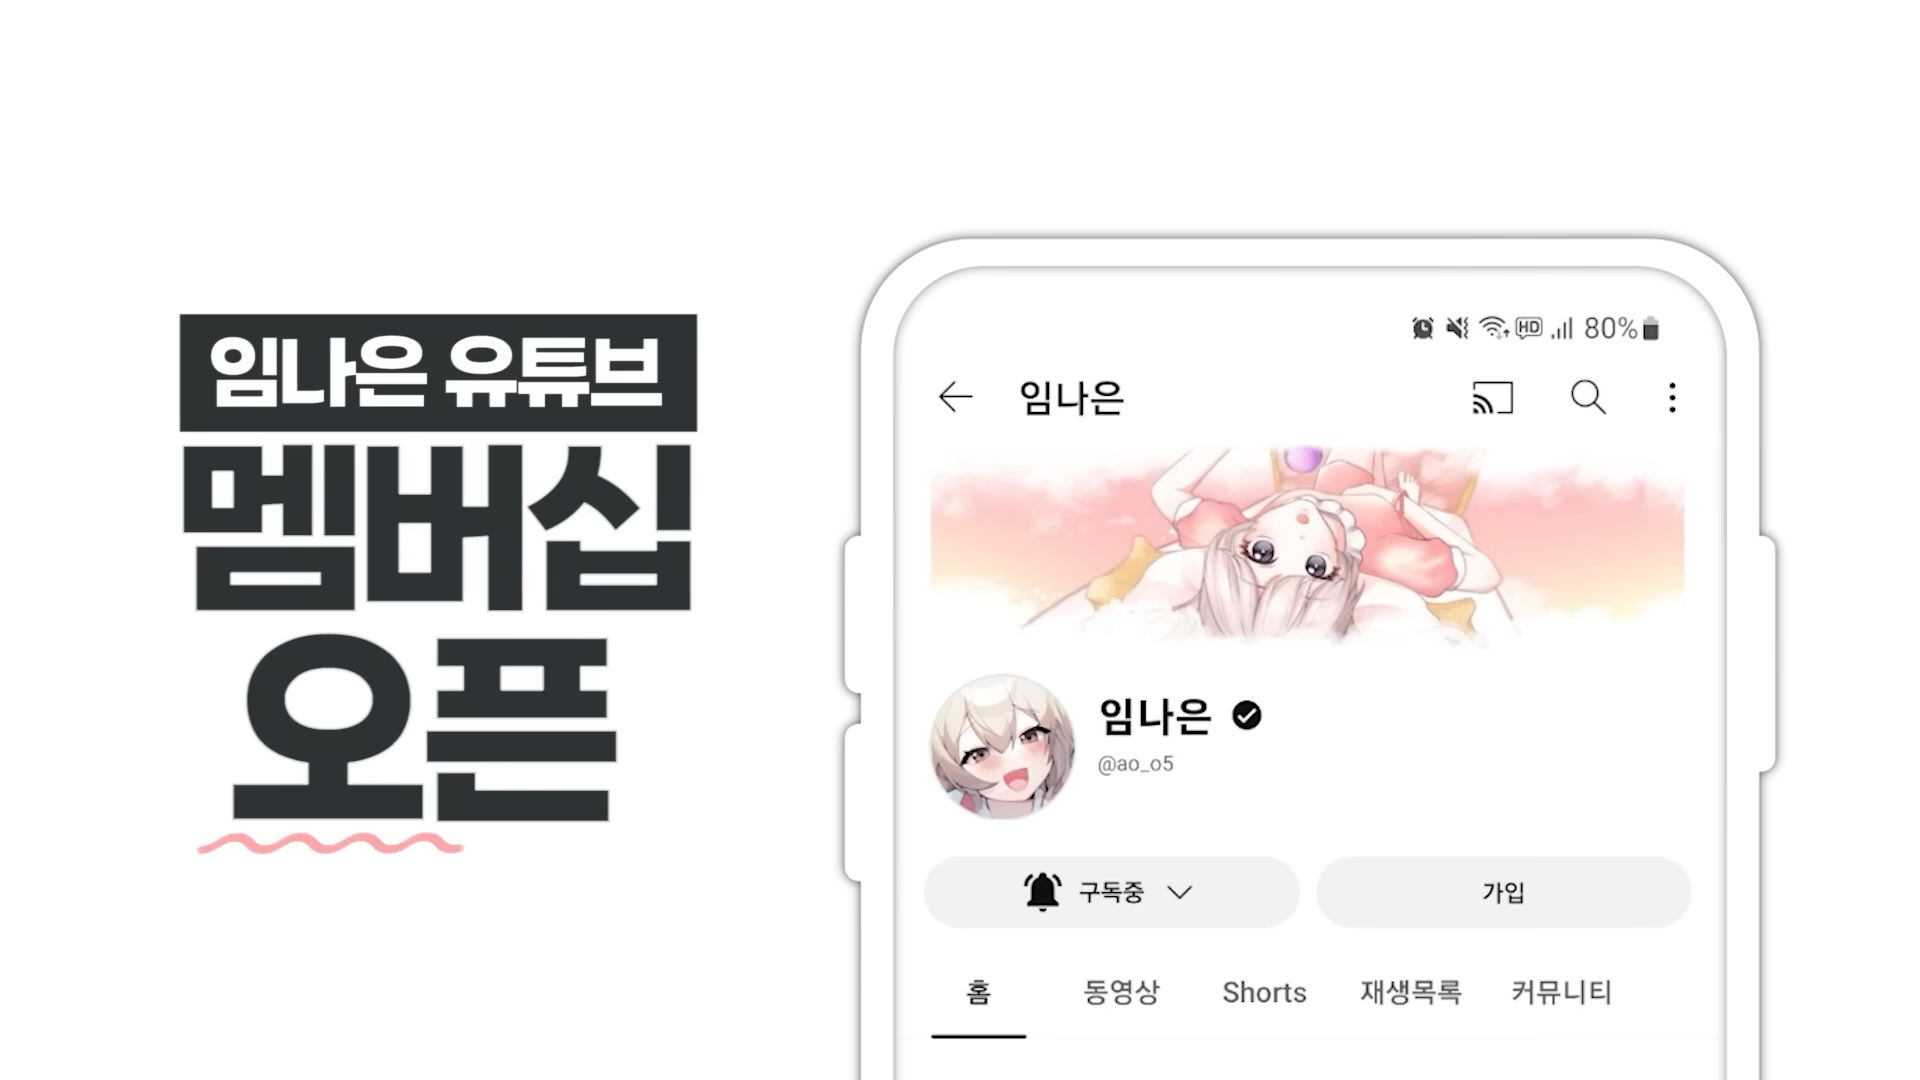 임나은 유튜브
멤버십
오픈
HD 80%
임나은
임나은
@ao_o5
구독중
가입
홈 동영상 Shorts 재생목록 커뮤니티